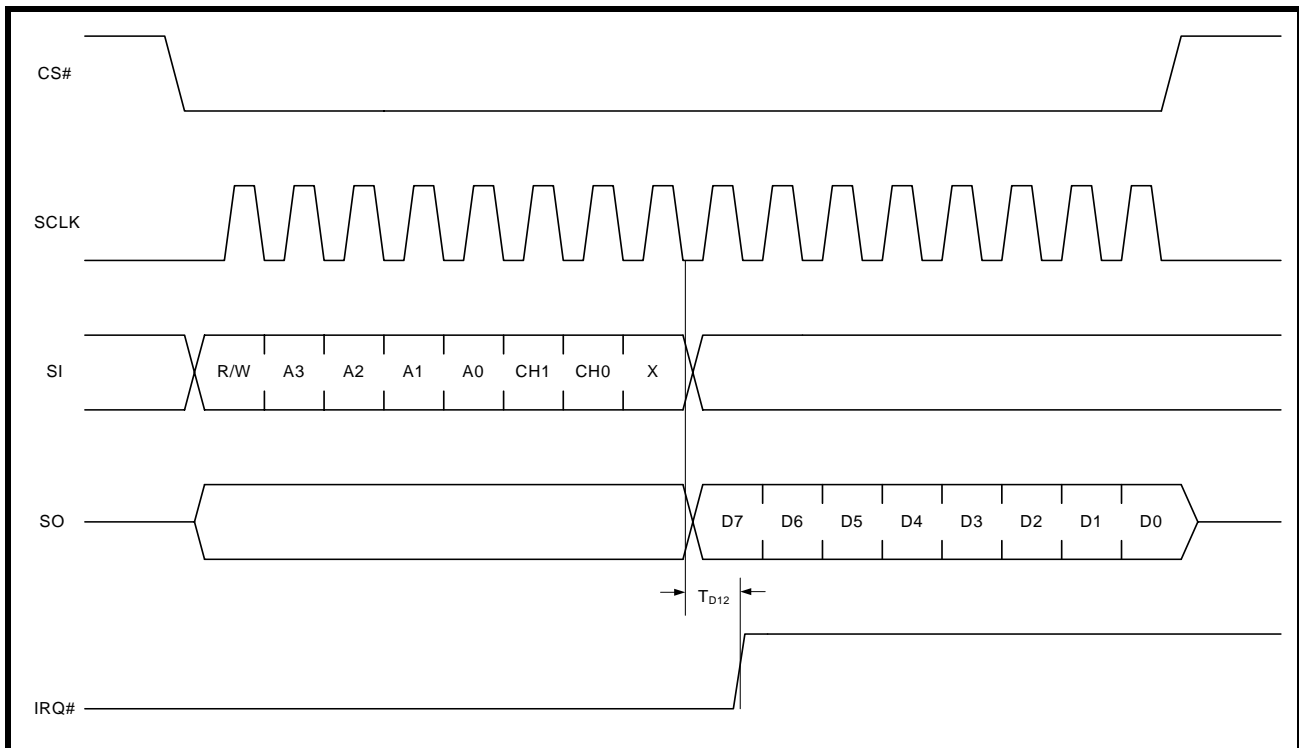 CS#
SCLK
SI R/W A3 A2 A1 A0 CH1 CH0 X
SO D7 D6 D5 D4 D3 D2 D1 D0
TD12
IRQ#